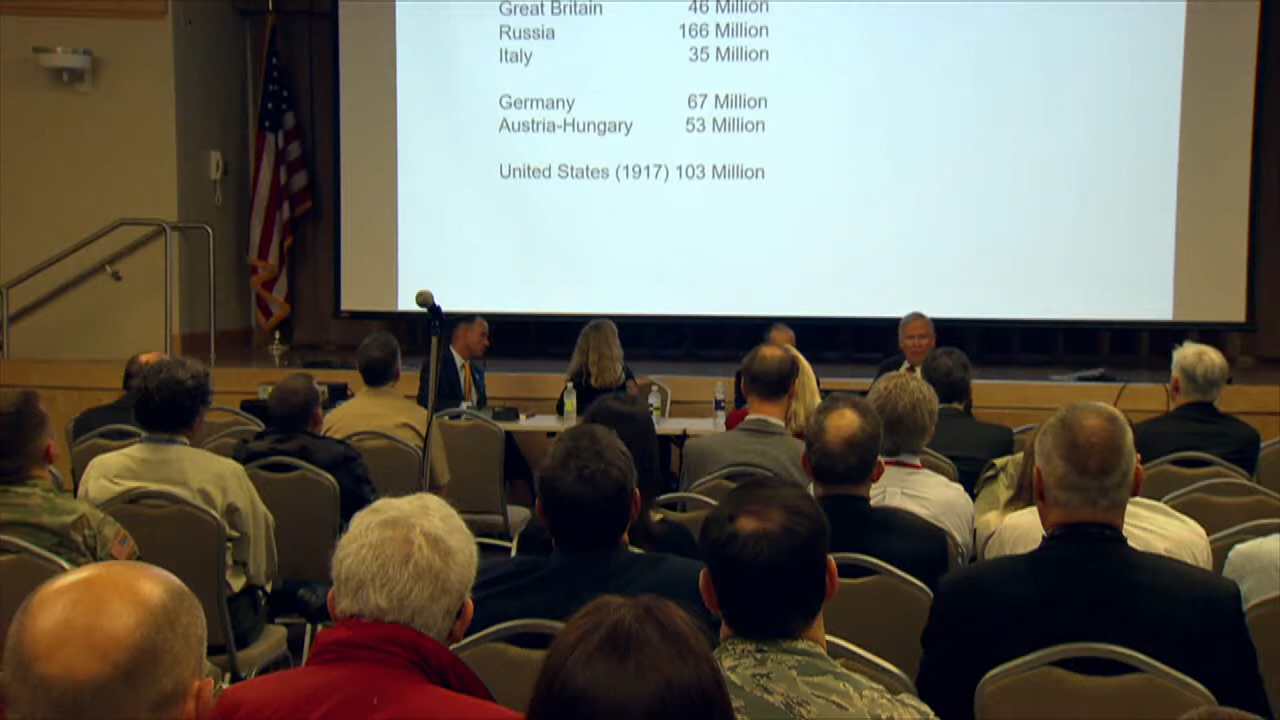 Great Britain 46 Million
Russia 166 Million
Italy 35 Million
Germany 67 Million
Austria-Hungary 53 Million
United States (1917) 103 Million